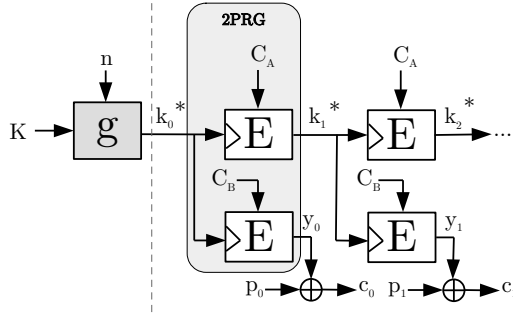 2PRG
C_A C_A
n
K g k_0* E k_1* E k_2* ...
C_B C_B
E y_0 E y_1
p_0 c_0 p_1 c